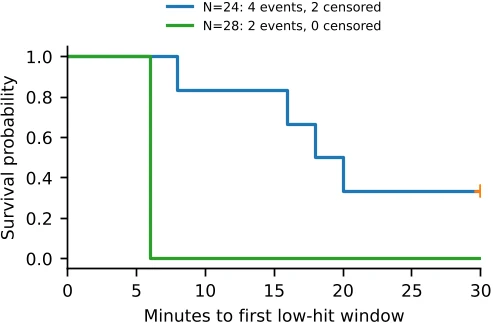 N=24: 4 events, 2 censored
N=28: 2 events, 0 censored
Survival probability
1.0
0.8
0.6
0.4
0.2
0.0
0 5 10 15 20 25 30
Minutes to first low-hit window